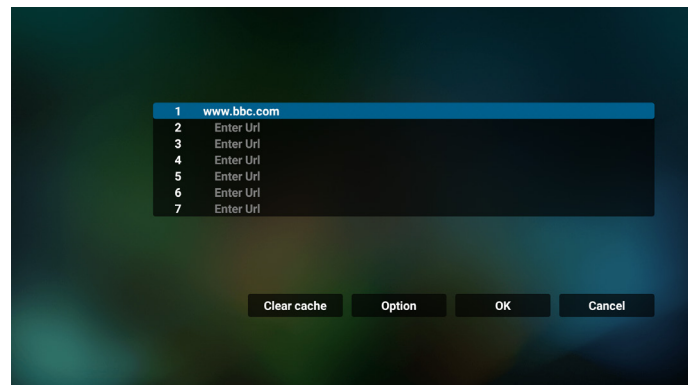 1 www.bbc.com
2 Enter Url
3 Enter Url
4 Enter Url
5 Enter Url
6 Enter Url
7 Enter Url
Clear cache Option OK Cancel